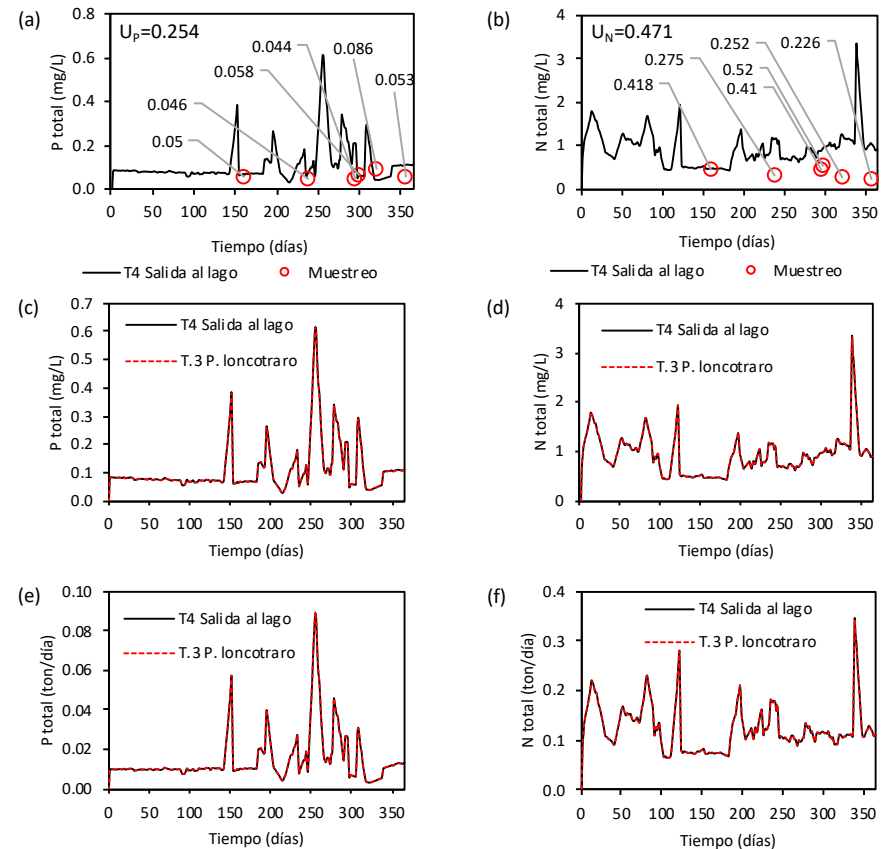 (a)
U_P=0.254
P total (mg/L)
0.8
0.6
0.4
0.2
0.0
0.044
0.086
0.058
0.053
0.046
0.05
0 50 100 150 200 250 300 350
Tiempo (días)
T4 Salida al lago
Muestreo
(b)
U_N=0.471
N total (mg/L)
4
3
2
1
0
0.252
0.226
0.275
0.52
0.418
0.41
0 50 100 150 200 250 300 350
Tiempo (días)
T4 Salida al lago
Muestreo
(c)
P total (mg/L)
0.7
0.6
0.5
0.4
0.3
0.2
0.1
0.0
T4 Salida al lago
T.3 P. loncotraro
0 50 100 150 200 250 300 350
Tiempo (días)
(d)
N total (mg/L)
4
3
2
1
0
T4 Salida al lago
T.3 P. loncotraro
0 50 100 150 200 250 300 350
Tiempo (días)
(e)
P total (ton/día)
0.10
0.08
0.06
0.04
0.02
0.00
T4 Salida al lago
T.3 P. loncotraro
0 50 100 150 200 250 300 350
Tiempo (días)
(f)
N total (ton/día)
0.4
0.3
0.2
0.1
0.0
T4 Salida al lago
T.3 P. loncotraro
0 50 100 150 200 250 300 350
Tiempo (días)